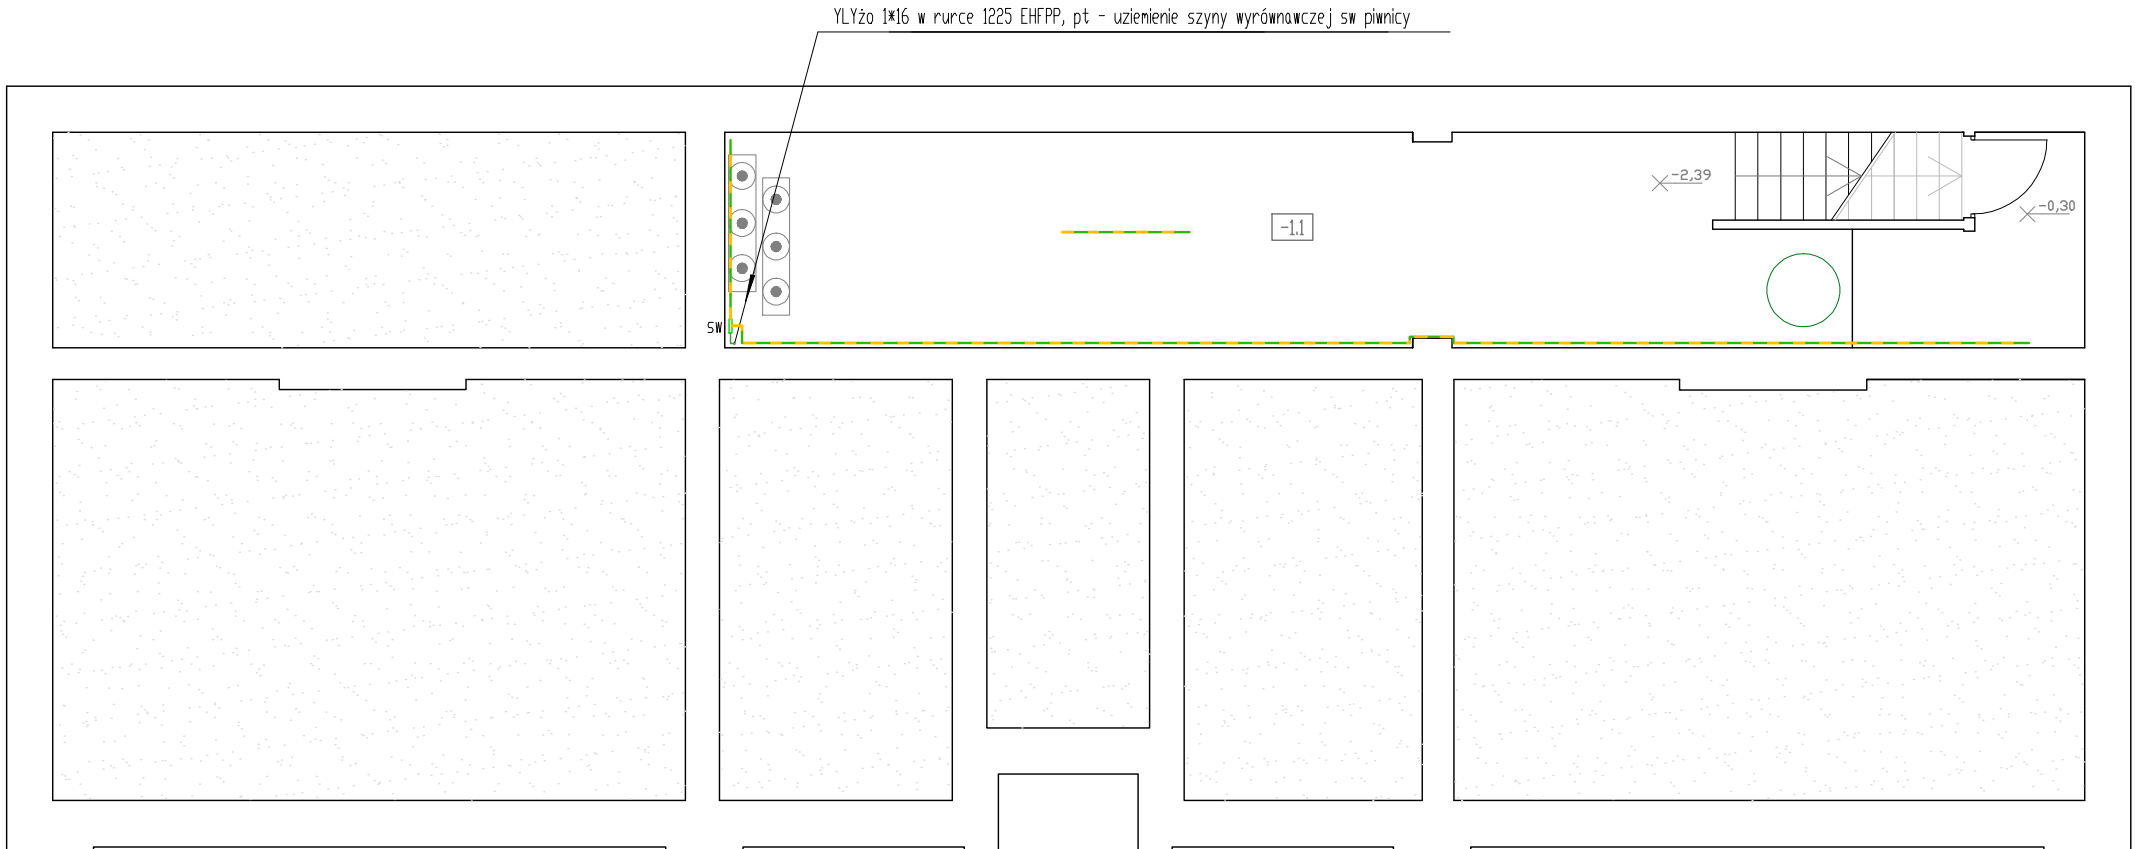 YLYżo 1*16 w rurce 1225 EHFPP, pt - uziemienie szyny wyrównawczej sw piwnicy
-2,39
-0,30
-1.1
SW